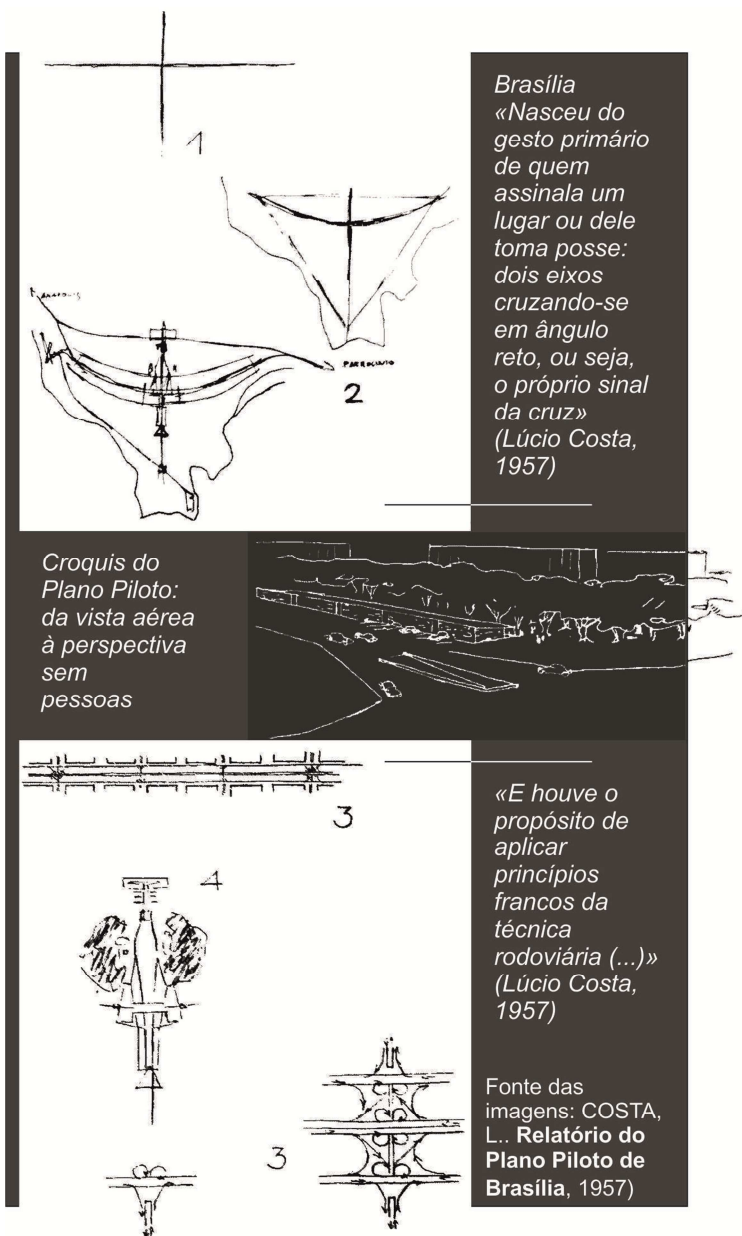 1
Brasília
«Nasceu do
gesto primário
de quem
assinala um
lugar ou dele
toma posse:
dois eixos
cruzando-se
em ângulo
reto, ou seja,
o próprio sinal
da cruz»
(Lúcio Costa,
1957)
2
Croquis do
Plano Piloto:
da vista aérea
à perspectiva
sem
pessoas
3
«E houve o
propósito de
aplicar
princípios
francos da
técnica
rodoviária (...)»
(Lúcio Costa,
1957)
4
3
Fonte das
imagens: COSTA,
L.. Relatório do
Plano Piloto de
Brasília, 1957)